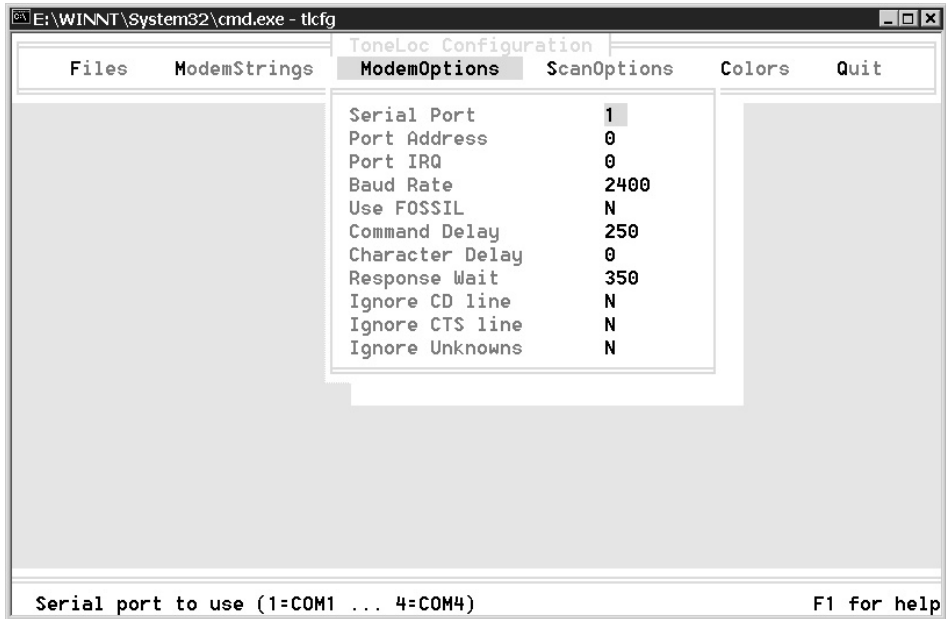 E:\WINNT\System32\cmd.exe - tlcfg
ToneLoc Configuration
Files ModemStrings ModemOptions ScanOptions Colors Quit
Serial Port 1
Port Address 0
Port IRQ 0
Baud Rate 2400
Use FOSSIL N
Command Delay 250
Character Delay 0
Response Wait 350
Ignore CD line N
Ignore CTS line N
Ignore Unknowns N
Serial port to use (1=COM1 ... 4=COM4) F1 for help